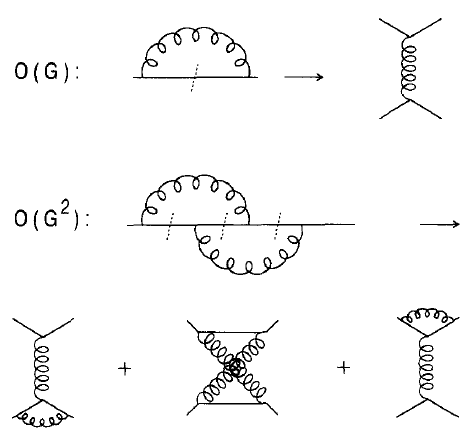 O(G):
O(G²):
+ +